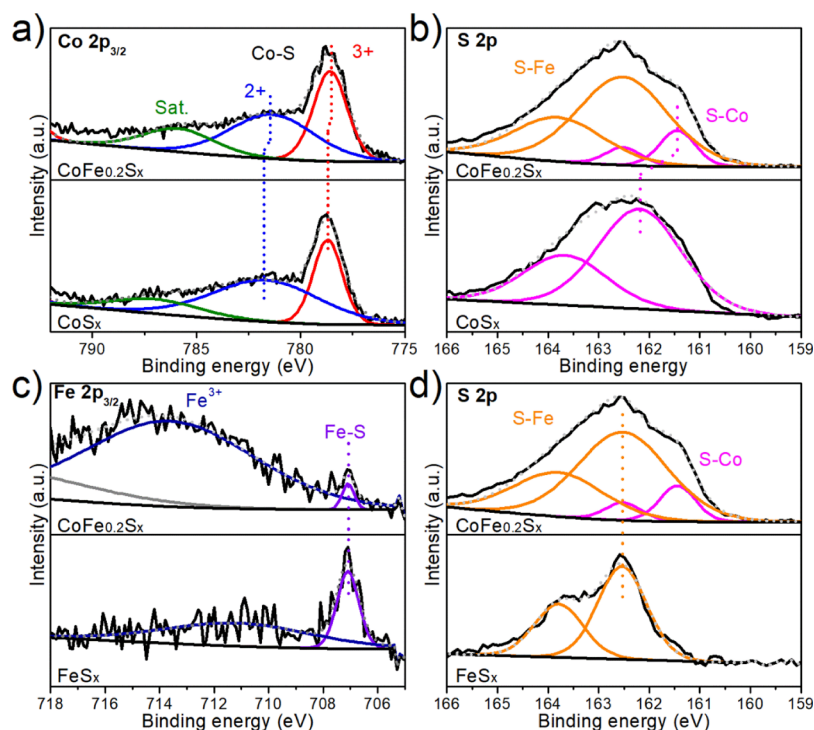 a)
Co 2p3/2
Co-S
3+
2+
Sat.
CoFe0.2Sx
CoSx
Intensity (a.u.)
790 785 780 775
Binding energy (eV)
b)
S 2p
S-Fe
S-Co
CoFe0.2Sx
CoSx
Intensity (a.u.)
166 165 164 163 162 161 160 159
Binding energy
c)
Fe 2p3/2
Fe3+
Fe-S
CoFe0.2Sx
FeSx
Intensity (a.u.)
718 716 714 712 710 708 706
Binding energy (eV)
d)
S 2p
S-Fe
S-Co
CoFe0.2Sx
FeSx
Intensity (a.u.)
166 165 164 163 162 161 160 159
Binding energy